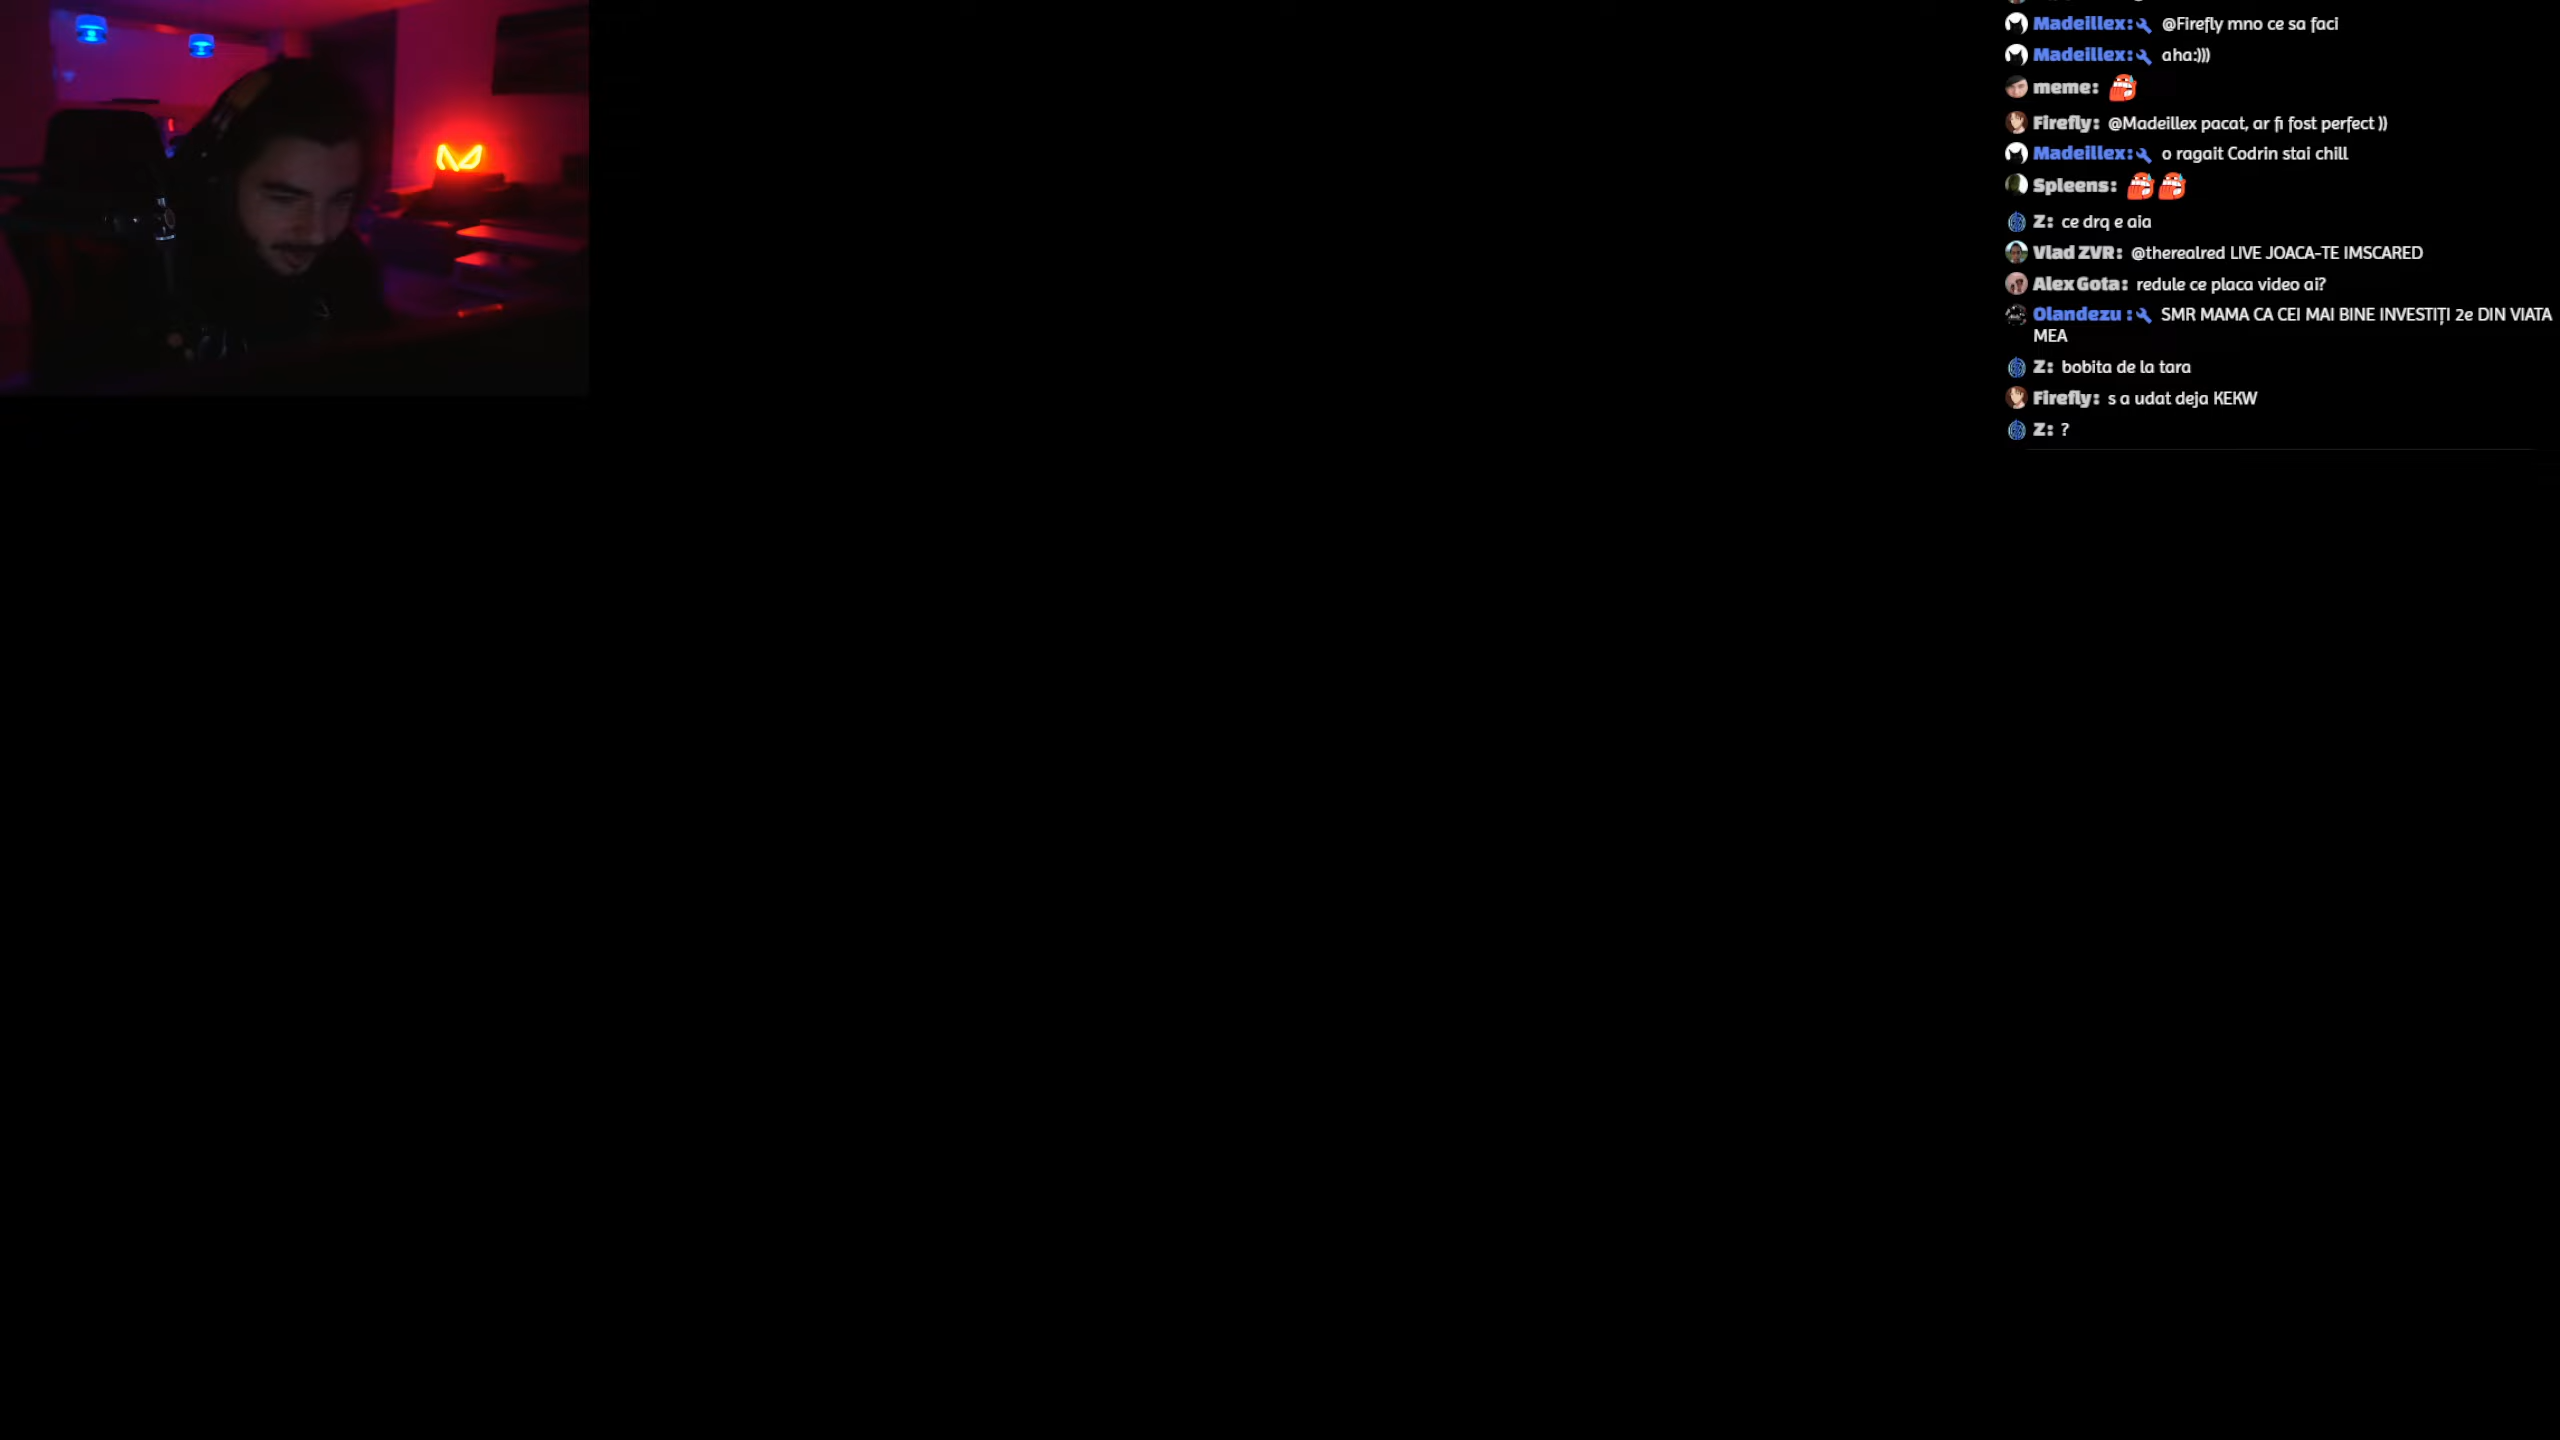 Madeillex: @Firefly mno ce sa faci
Madeillex: aha:)))
meme:
Firefly: @Madeillex pacat, ar fi fost perfect ))
Madeillex: o ragait Codrin stai chill
Spleens:
Z: ce drq e aia
Vlad ZVR: @therealred LIVE JOACA-TE IMSCARED
Alex Gota: redule ce placa video ai?
Olandezu : SMR MAMA CA CEI MAI BINE INVESTIȚI 2e DIN VIATA
MEA
Z: bobita de la tara
Firefly: s a udat deja KEKW
Z: ?